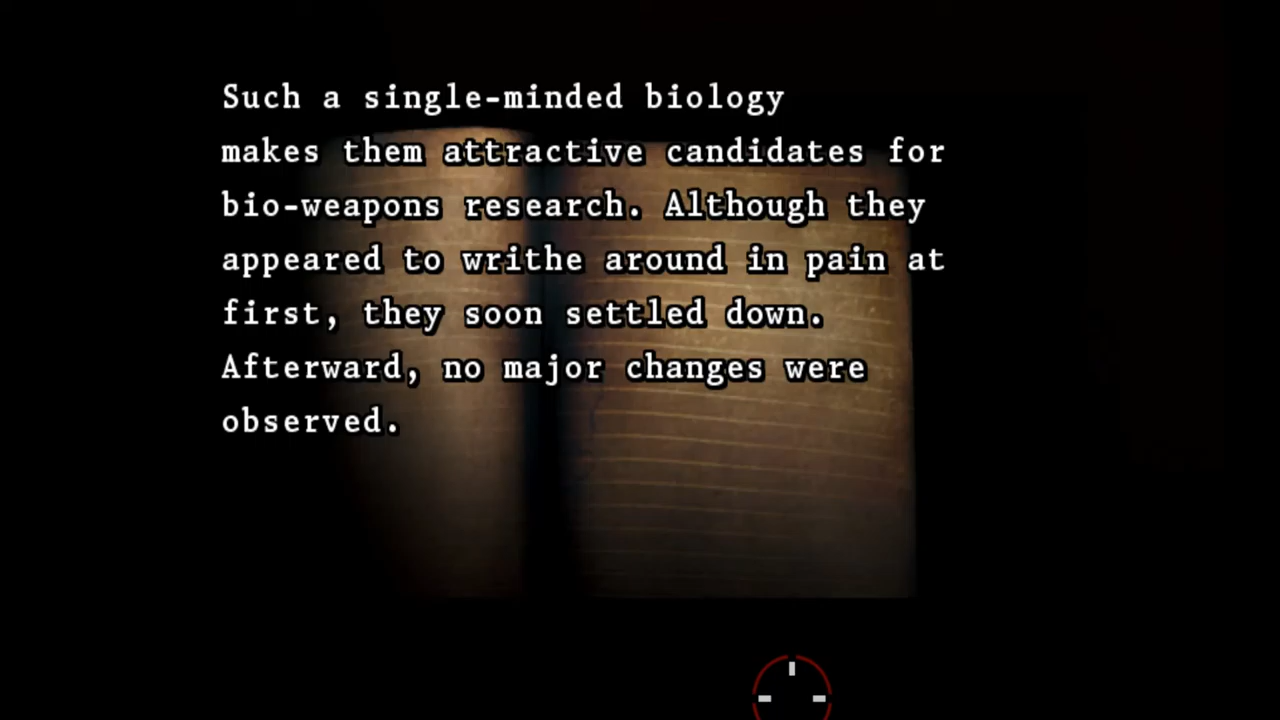 Such a single-minded biology
makes them attractive candidates for
bio-weapons research. Although they
appeared to writhe around in pain at
first, they soon settled down.
Afterward, no major changes were
observed.